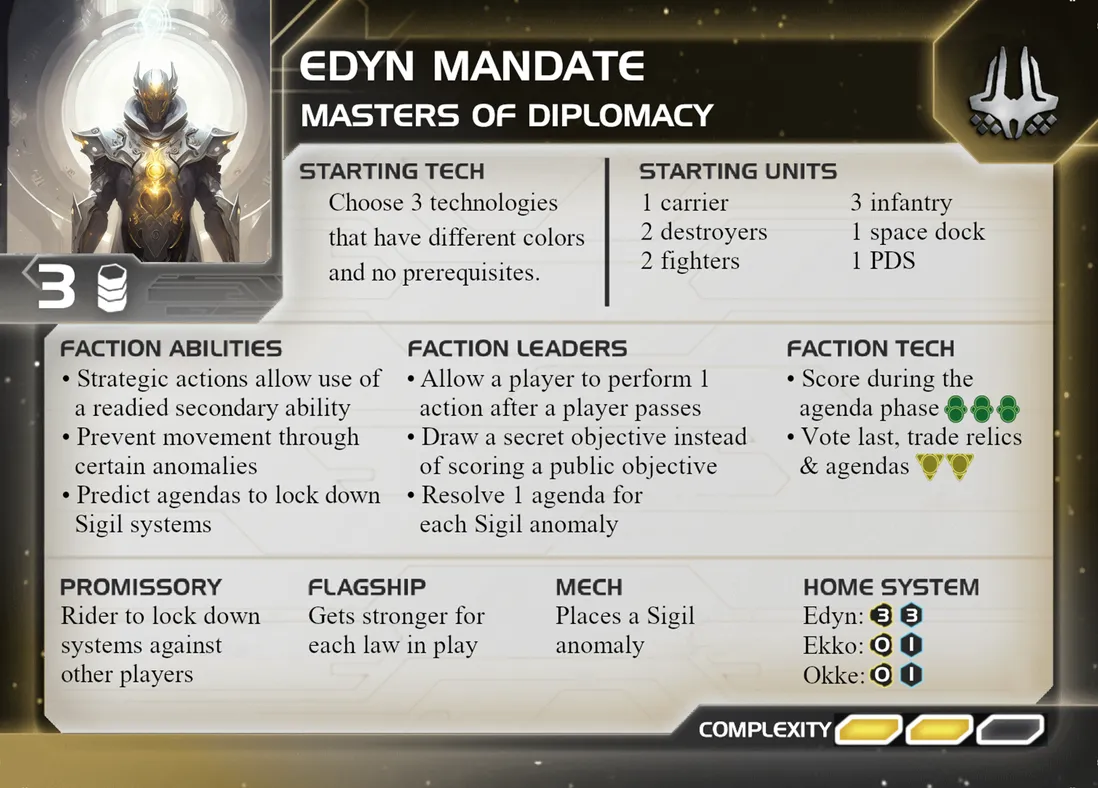 EDYN MANDATE
MASTERS OF DIPLOMACY
3
STARTING TECH
Choose 3 technologies
that have different colors
and no prerequisites.
STARTING UNITS
1 carrier
2 destroyers
2 fighters
3 infantry
1 space dock
1 PDS
FACTION ABILITIES
• Strategic actions allow use of
a readied secondary ability
• Prevent movement through
certain anomalies
• Predict agendas to lock down
Sigil systems
FACTION LEADERS
• Allow a player to perform 1
action after a player passes
• Draw a secret objective instead
of scoring a public objective
• Resolve 1 agenda for
each Sigil anomaly
FACTION TECH
• Score during the
agenda phase
• Vote last, trade relics
& agendas
PROMISSORY
Rider to lock down
systems against
other players
FLAGSHIP
Gets stronger for
each law in play
MECH
Places a Sigil
anomaly
HOME SYSTEM
Edyn: 3 3
Ekko: 0 1
Okke: 0 1
COMPLEXITY